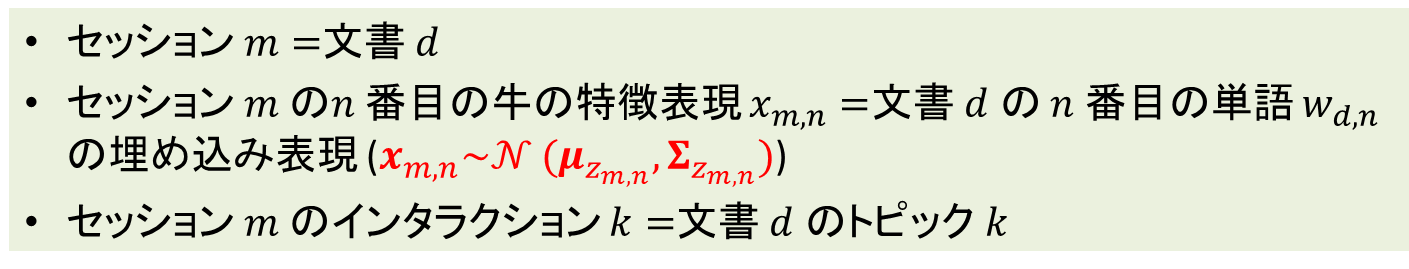 • セッション m =文書 d
• セッション m のn 番目の牛の特徴表現 x_{m,n} =文書 d の n 番目の単語 w_{d,n}
の埋め込み表現 (x_{m,n}~𝒩 (μ_{z_{m,n}}, Σ_{z_{m,n}}))
• セッション m のインタラクション k =文書 d のトピック k